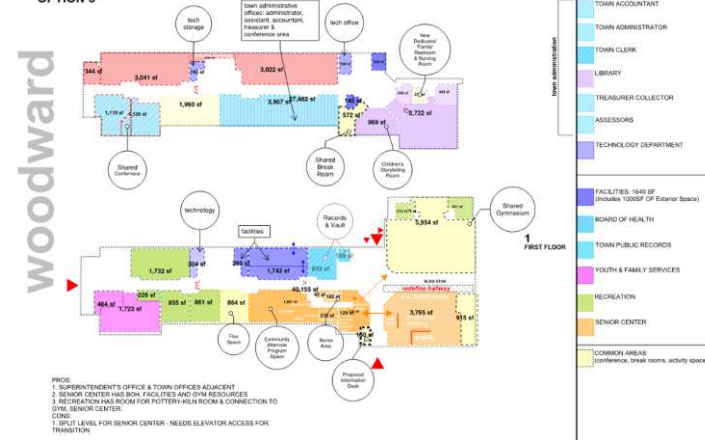 OPTION 3
woodward
tech
storage
town administrative
offices: administrator,
assistant, accountant,
treasurer &
conference area
tech office
New
Dedicated
Family
Restroom
& Nursing
Room
344 sf
3,041 sf
3,022 sf
1,960 sf
3,907 sf
27,482 sf
572 sf
969 sf
2,722 sf
Shared
Conference
Shared
Break
Room
Children's
Storytelling
Room
technology
facilities
Records
& Vault
Shared
Gymnasium
1,732 sf
304 sf
1,742 sf
5,954 sf
1
FIRST FLOOR
redefine hallway
40,155 sf
484 sf
1,723 sf
228 sf
855 sf
861 sf
864 sf
3,765 sf
915 sf
Flex
Space
Community
Alternate
Program
Space
Nurse
Area
Proposed
Information
Desk
PROS:
1. SUPERINTENDENT'S OFFICE & TOWN OFFICES ADJACENT
2. SENIOR CENTER HAS BOH, FACILITIES AND GYM RESOURCES
3. RECREATION HAS ROOM FOR POTTERY-KILN ROOM & CONNECTION TO
GYM, SENIOR CENTER.
CONS:
1. SPLIT LEVEL FOR SENIOR CENTER - NEEDS ELEVATOR ACCESS FOR
TRANSITION.
town administration
TOWN ACCOUNTANT
TOWN ADMINISTRATOR
TOWN CLERK
LIBRARY
TREASURER COLLECTOR
ASSESSORS
TECHNOLOGY DEPARTMENT
FACILITIES: 1640 SF
(Includes 1000SF OF Exterior Space)
BOARD OF HEALTH
TOWN PUBLIC RECORDS
YOUTH & FAMILY SERVICES
RECREATION
SENIOR CENTER
COMMON AREAS
(conference, break rooms, activity space